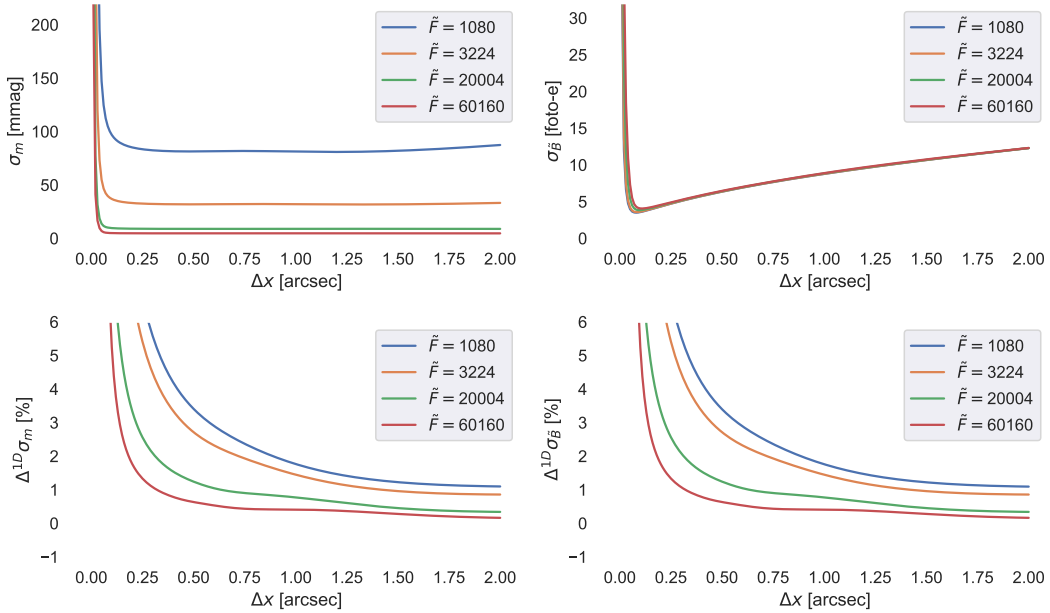 σ_m [mmag]
200
150
100
50
0
0.00 0.25 0.50 0.75 1.00 1.25 1.50 1.75 2.00
Δx [arcsec]
F̃ = 1080
F̃ = 3224
F̃ = 20004
F̃ = 60160
σ_B̃ [foto-e]
30
25
20
15
10
5
0
0.00 0.25 0.50 0.75 1.00 1.25 1.50 1.75 2.00
Δx [arcsec]
F̃ = 1080
F̃ = 3224
F̃ = 20004
F̃ = 60160
Δ^{1D}σ_m [%]
6
5
4
3
2
1
0
−1
0.00 0.25 0.50 0.75 1.00 1.25 1.50 1.75 2.00
Δx [arcsec]
F̃ = 1080
F̃ = 3224
F̃ = 20004
F̃ = 60160
Δ^{1D}σ_B̃ [%]
6
5
4
3
2
1
0
−1
0.00 0.25 0.50 0.75 1.00 1.25 1.50 1.75 2.00
Δx [arcsec]
F̃ = 1080
F̃ = 3224
F̃ = 20004
F̃ = 60160